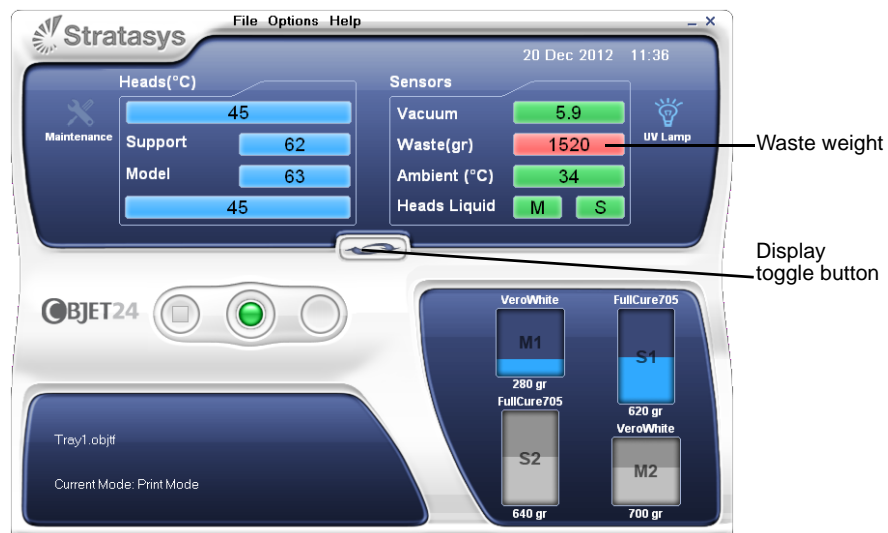 Stratasys
File Options Help
20 Dec 2012 11:36
Heads(°C)
45
Support 62
Model 63
45
Maintenance
Sensors
Vacuum 5.9
Waste(gr) 1520
Ambient (°C) 34
Heads Liquid M S
UV Lamp
Waste weight
Display
toggle button
OBJET24
VeroWhite
M1
280 gr
FullCure705
S1
620 gr
FullCure705
S2
640 gr
VeroWhite
M2
700 gr
Tray1.objtf
Current Mode: Print Mode